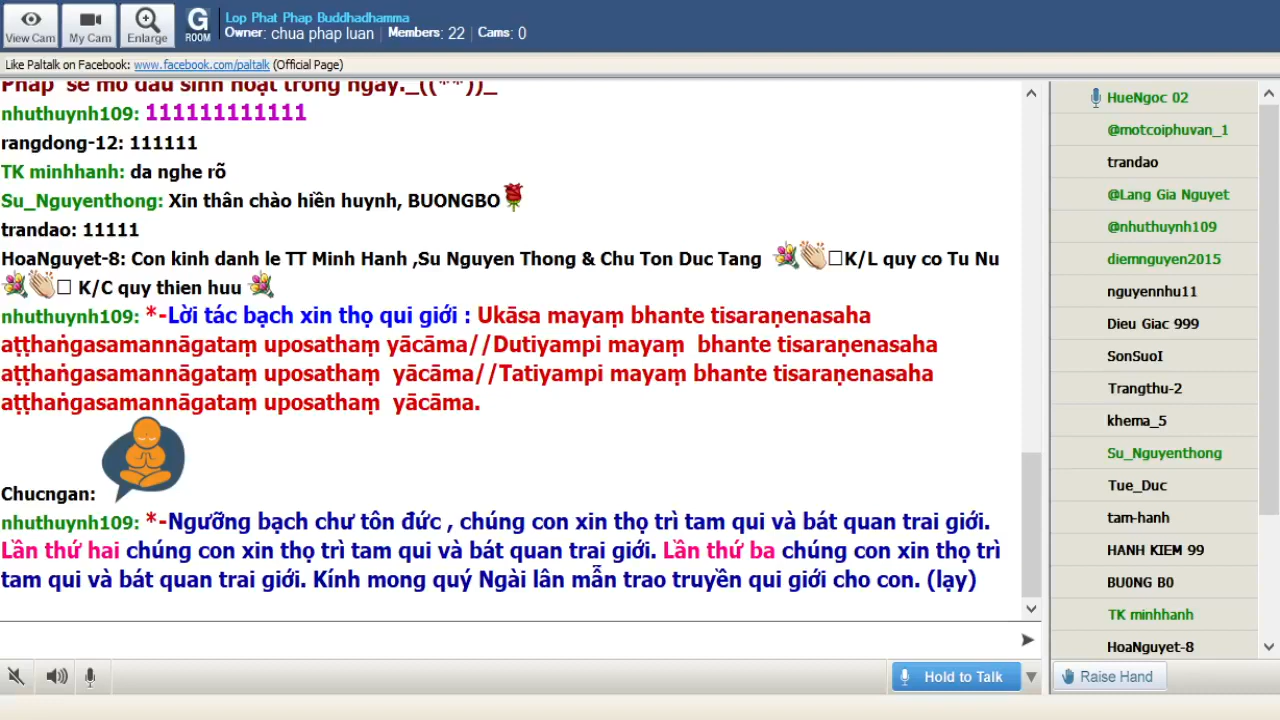 View Cam
My Cam
Enlarge
G
ROOM
Lop Phat Phap Buddhadhamma
Owner: chua phap luan | Members: 22 | Cams: 0
Like Paltalk on Facebook: www.facebook.com/paltalk (Official Page)
nhuthuynh109: 111111111111
rangdong-12: 111111
TK minhhanh: da nghe rõ
Su_Nguyenthong: Xin thân chào hiền huynh, BUONGBO
trandao: 11111
HoaNguyet-8: Con kinh danh le TT Minh Hanh ,Su Nguyen Thong & Chu Ton Duc Tang K/L quy co Tu Nu
K/C quy thien huu
nhuthuynh109: *-Lời tác bạch xin thọ qui giới : Ukāsa mayaṃ bhante tisaraṇenasaha
aṭṭhaṅgasamannāgataṃ uposathaṃ yācāma//Dutiyampi mayaṃ bhante tisaraṇenasaha
aṭṭhaṅgasamannāgataṃ uposathaṃ yācāma//Tatiyampi mayaṃ bhante tisaraṇenasaha
aṭṭhaṅgasamannāgataṃ uposathaṃ yācāma.
Chucngan:
nhuthuynh109: *-Ngưỡng bạch chư tôn đức , chúng con xin thọ trì tam qui và bát quan trai giới.
Lần thứ hai chúng con xin thọ trì tam qui và bát quan trai giới. Lần thứ ba chúng con xin thọ trì
tam qui và bát quan trai giới. Kính mong quý Ngài lân mẫn trao truyền qui giới cho con. (lạy)
Hold to Talk
HueNgoc 02
@motcoiphuvan_1
trandao
@Lang Gia Nguyet
@nhuthuynh109
diemnguyen2015
nguyennhu11
Dieu Giac 999
SonSuoI
Trangthu-2
khema_5
Su_Nguyenthong
Tue_Duc
tam-hanh
HANH KIEM 99
BU0NG B0
TK minhhanh
HoaNguyet-8
Raise Hand